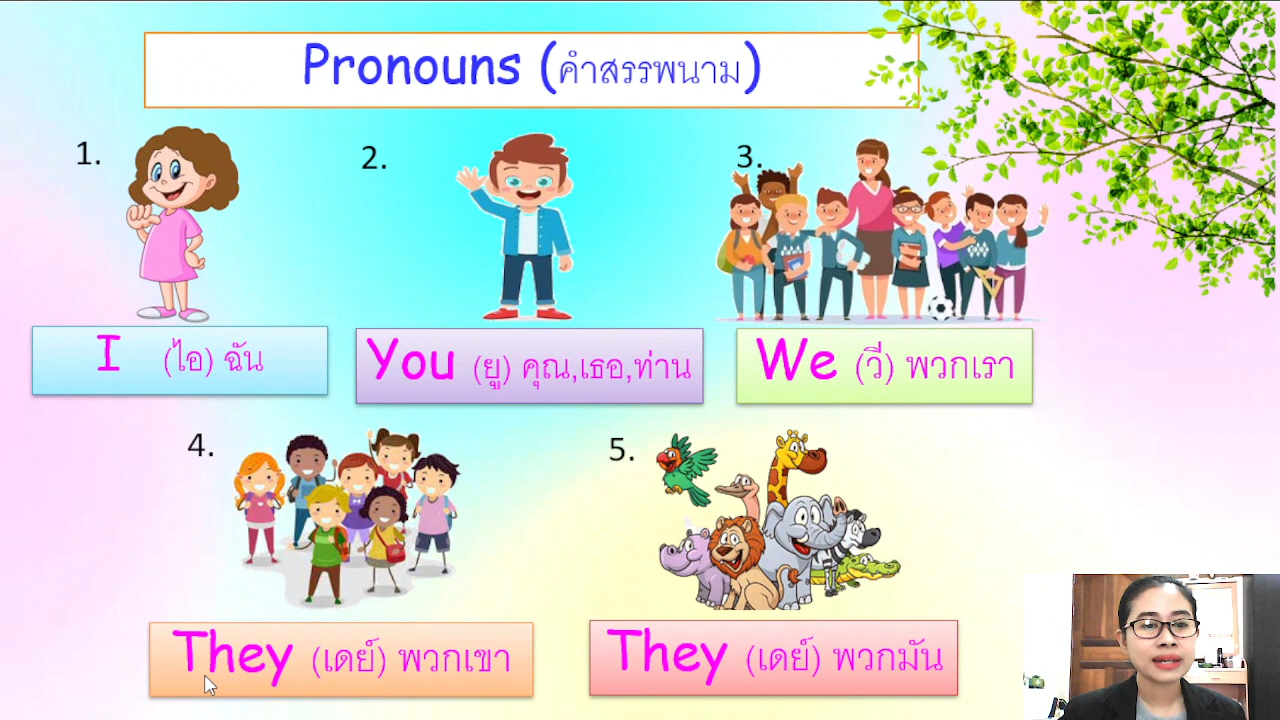 Pronouns (คำสรรพนาม)
1.
2.
3.
I (ไอ) ฉัน
You (ยู) คุณ,เธอ,ท่าน
We (วี) พวกเรา
4.
5.
They (เดย์) พวกเขา
They (เดย์) พวกมัน